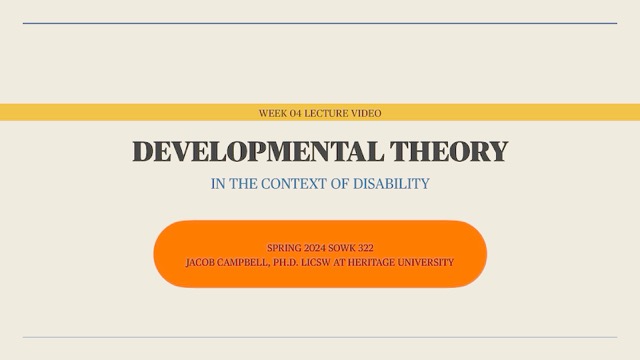 WEEK 04 LECTURE VIDEO
DEVELOPMENTAL THEORY
IN THE CONTEXT OF DISABILITY
SPRING 2024 SOWK 322
JACOB CAMPBELL, PH.D. LICSW AT HERITAGE UNIVERSITY